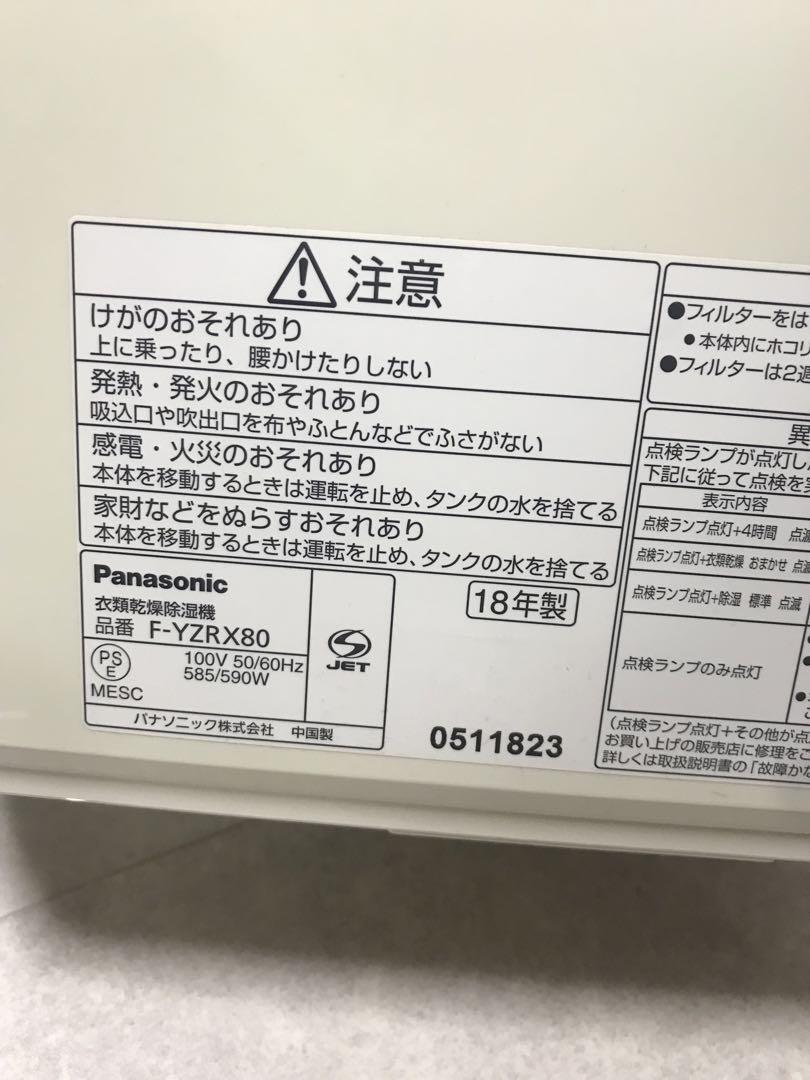 注意
けがのおそれあり
上に乗ったり、腰かけたりしない
発熱・発火のおそれあり
吸込口や吹出口を布やふとんなどでふさがない
感電・火災のおそれあり
本体を移動するときは運転を止め、タンクの水を捨てる
家財などをぬらすおそれあり
本体を移動するときは運転を止め、タンクの水を捨てる
Panasonic
衣類乾燥除湿機
品番 F-YZRX80
PS
E
MESC
100V 50/60Hz
585/590W
パナソニック株式会社 中国製
JET
18年製
0511823
●フィルターをは
●本体内にホコリ
●フィルターは2週
異
点検ランプが点灯し
下記に従って点検を
表示内容
点検ランプ点灯+4時間 点滅
点検ランプ点灯+衣類乾燥 おまかせ 点滅
点検ランプ点灯+除湿 標準 点滅
点検ランプのみ点灯
(点検ランプ点灯+その他が点
お買い上げの販売店に修理をご
詳しくは取扱説明書の「故障かな